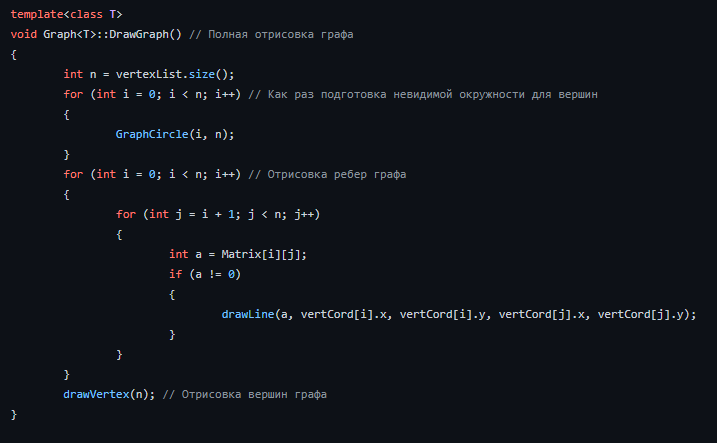 template<class T>
void Graph<T>::DrawGraph() // Полная отрисовка графа
{
int n = vertexList.size();
for (int i = 0; i < n; i++) // Как раз подготовка невидимой окружности для вершин
{
GraphCircle(i, n);
}
for (int i = 0; i < n; i++) // Отрисовка ребер графа
{
for (int j = i + 1; j < n; j++)
{
int a = Matrix[i][j];
if (a != 0)
{
drawLine(a, vertCord[i].x, vertCord[i].y, vertCord[j].x, vertCord[j].y);
}
}
}
drawVertex(n); // Отрисовка вершин графа
}